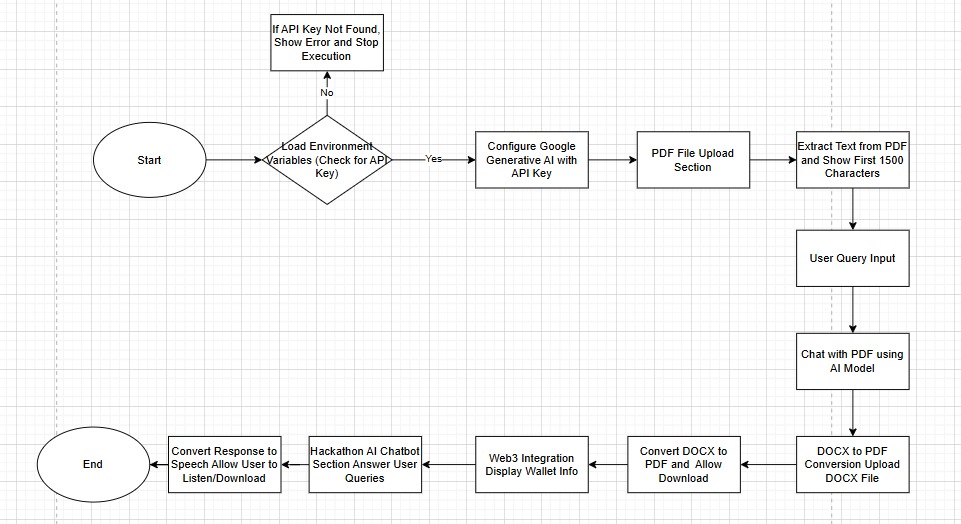 If API Key Not Found,
Show Error and Stop
Execution
No
Start
Load Environment
Variables (Check for API
Key)
Yes
Configure Google
Generative AI with
API Key
PDF File Upload
Section
Extract Text from PDF
and Show First 1500
Characters
User Query Input
Chat with PDF using
AI Model
DOCX to PDF
Conversion Upload
DOCX File
Convert DOCX to
PDF and Allow
Download
Web3 Integration
Display Wallet Info
Hackathon AI Chatbot
Section Answer User
Queries
Convert Response to
Speech Allow User to
Listen/Download
End